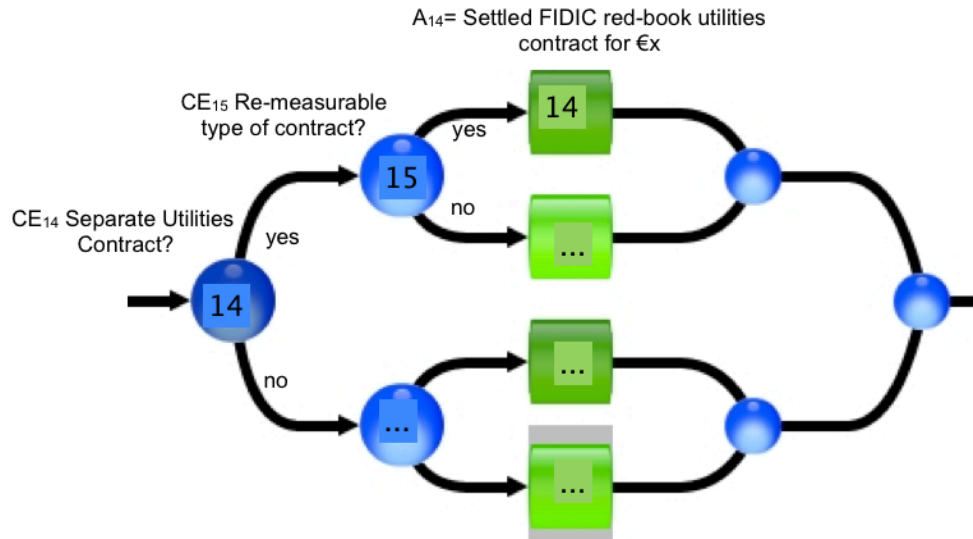 A₁₄= Settled FIDIC red-book utilities
contract for €x
CE₁₅ Re-measurable
type of contract?
yes
14
15
no
...
CE₁₄ Separate Utilities
Contract?
yes
14
no
...
...
...